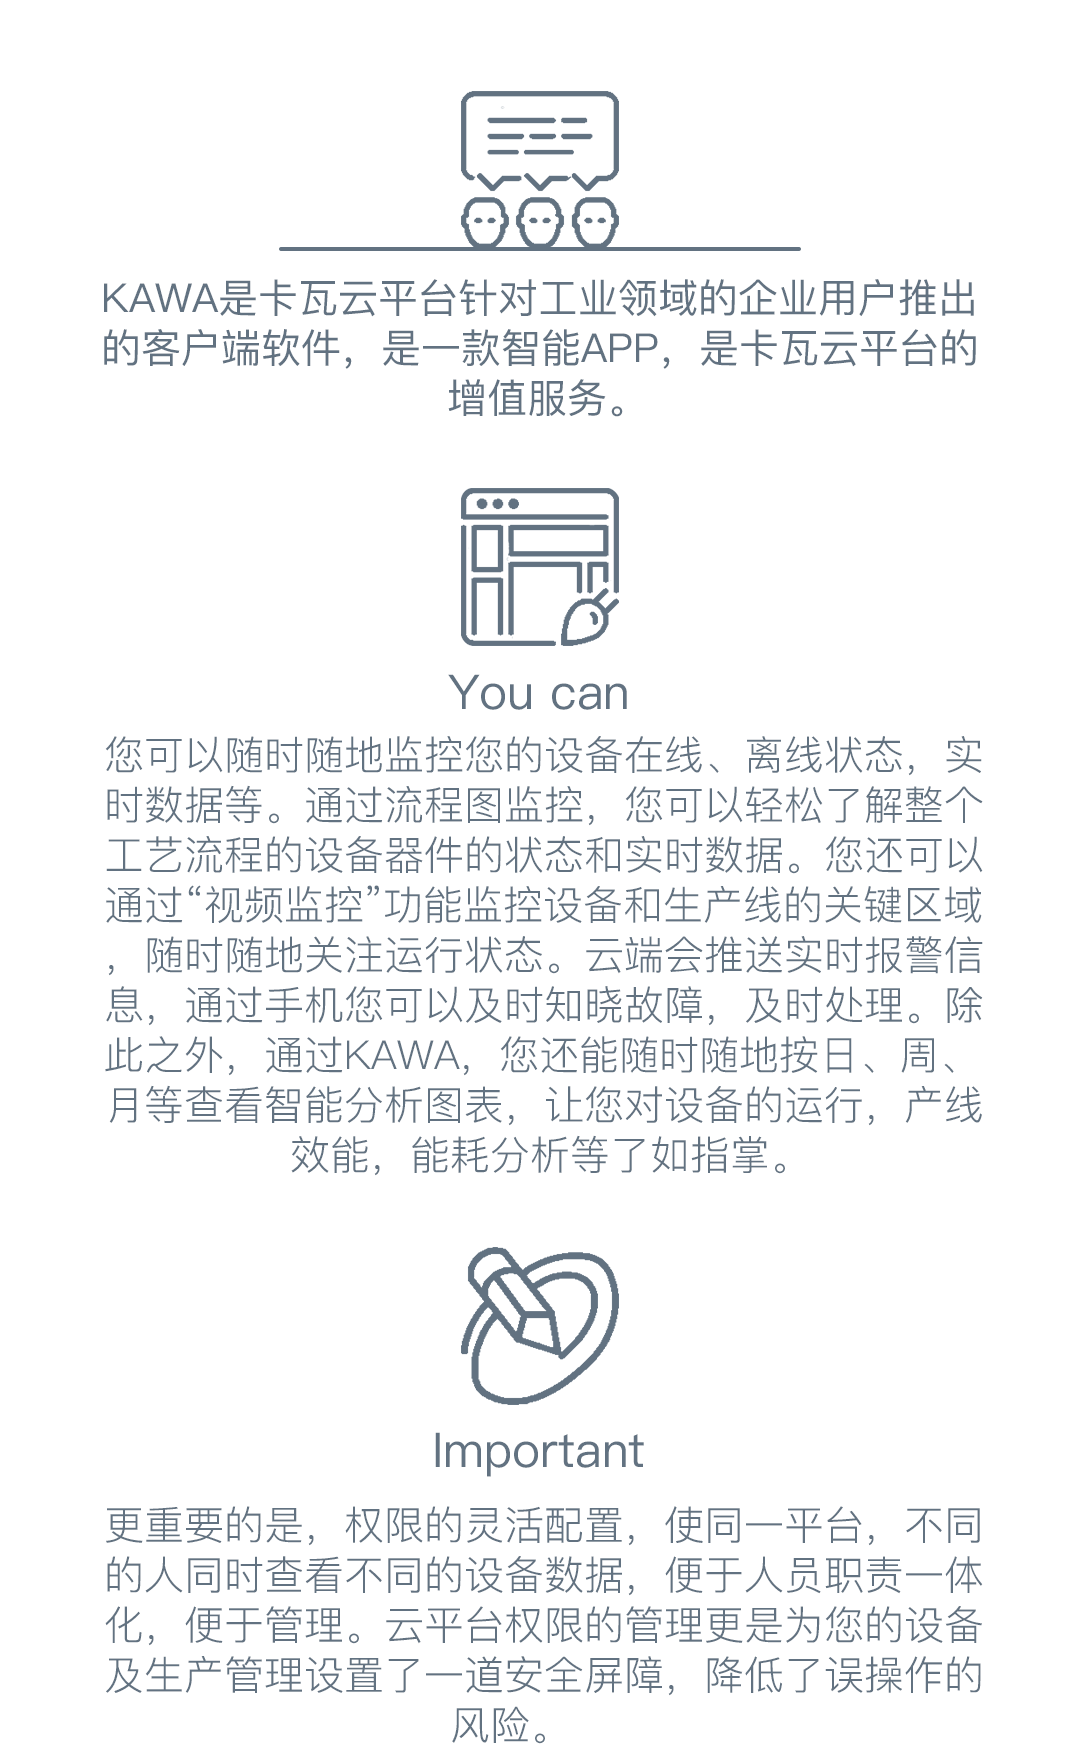 KAWA是卡瓦云平台针对工业领域的企业用户推出
的客户端软件，是一款智能APP，是卡瓦云平台的
增值服务。
You can
您可以随时随地监控您的设备在线、离线状态，实
时数据等。通过流程图监控，您可以轻松了解整个
工艺流程的设备器件的状态和实时数据。您还可以
通过“视频监控”功能监控设备和生产线的关键区域
，随时随地关注运行状态。云端会推送实时报警信
息，通过手机您可以及时知晓故障，及时处理。除
此之外，通过KAWA，您还能随时随地按日、周、
月等查看智能分析图表，让您对设备的运行，产线
效能，能耗分析等了如指掌。
Important
更重要的是，权限的灵活配置，使同一平台，不同
的人同时查看不同的设备数据，便于人员职责一体
化，便于管理。云平台权限的管理更是为您的设备
及生产管理设置了一道安全屏障，降低了误操作的
风险。